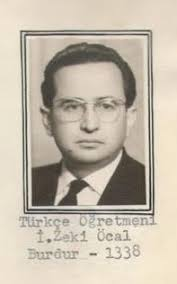 Türkçe Öğretmeni
İ.Zeki Öcal
Burdur - 1338